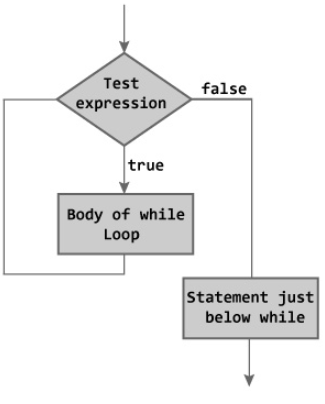 Test
expression
false
true
Body of while
Loop
Statement just
below while